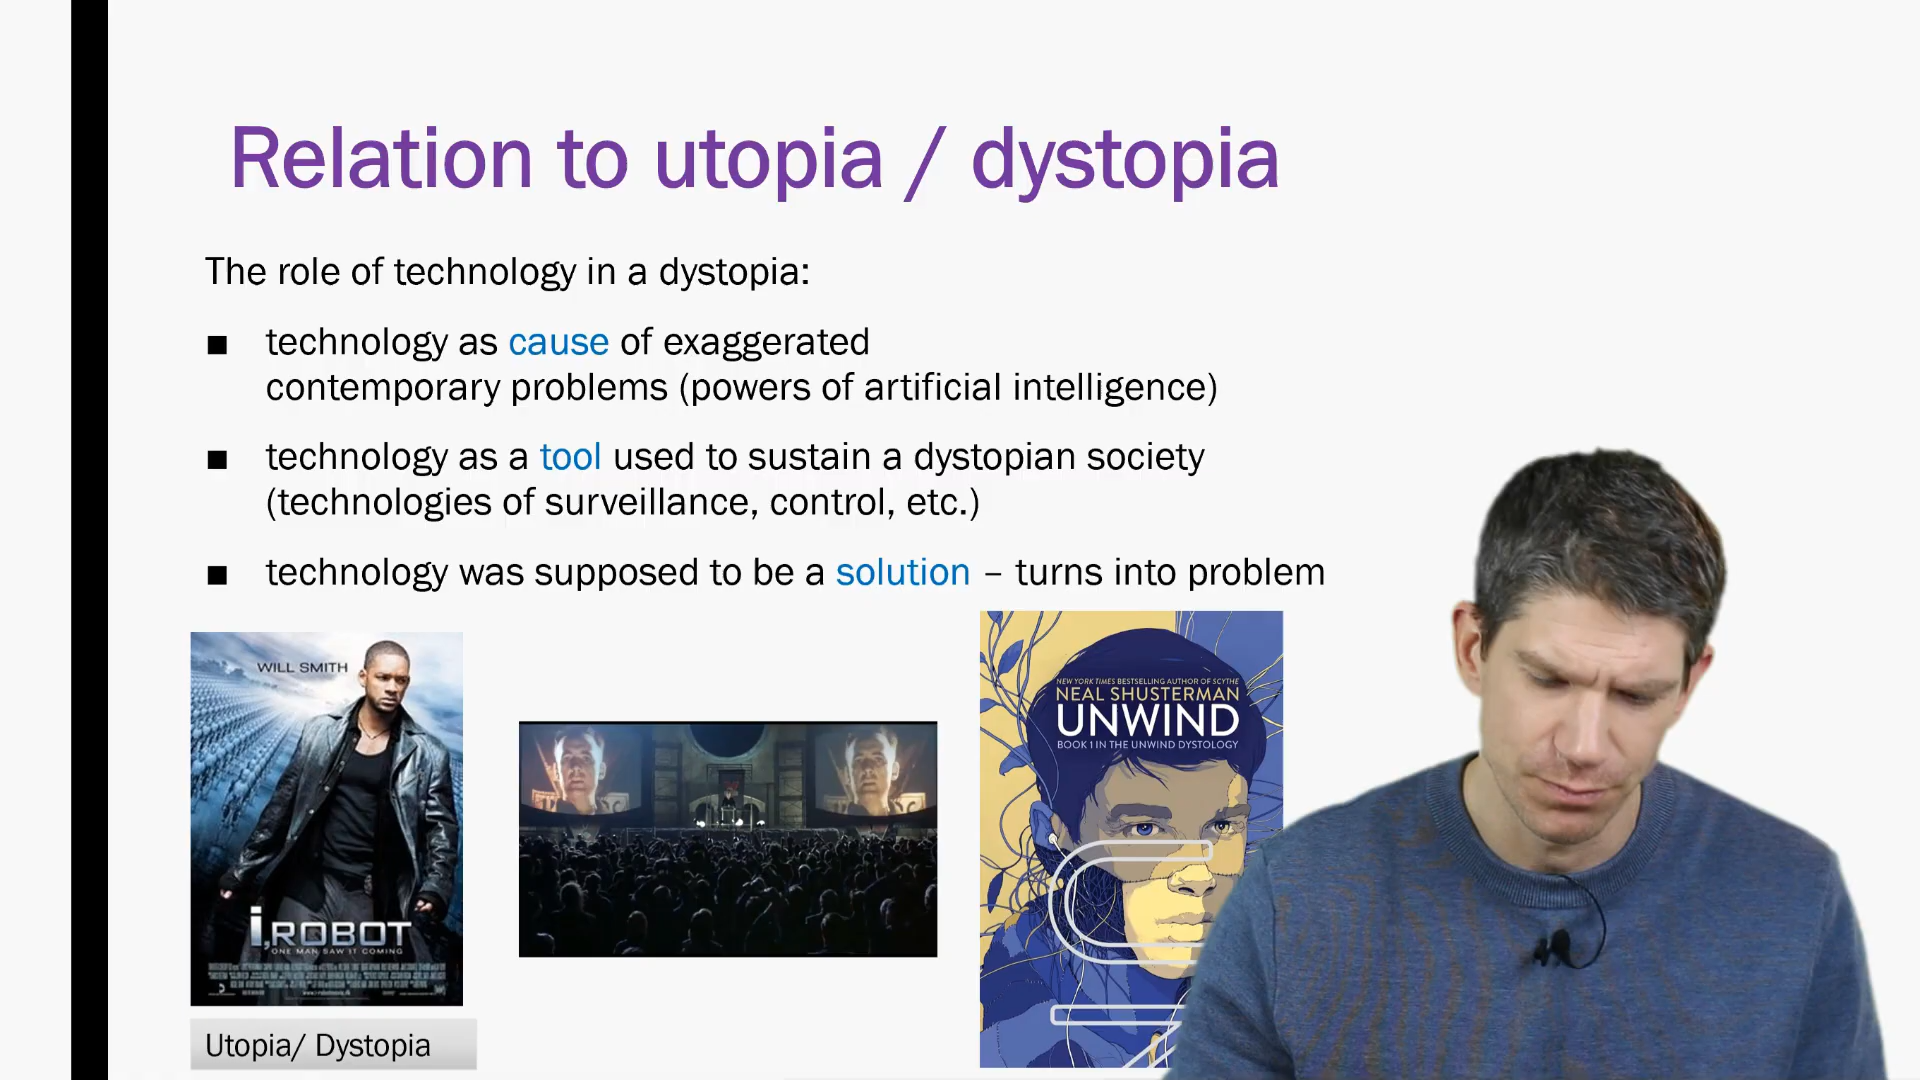 Relation to utopia / dystopia
The role of technology in a dystopia:
■ technology as cause of exaggerated
contemporary problems (powers of artificial intelligence)
■ technology as a tool used to sustain a dystopian society
(technologies of surveillance, control, etc.)
■ technology was supposed to be a solution – turns into problem
WILL SMITH
i,ROBOT
ONE MAN SAW IT COMING
NEW YORK TIMES BESTSELLING AUTHOR OF SCYTHE
NEAL SHUSTERMAN
UNWIND
BOOK 1 IN THE UNWIND DYSTOLOGY
Utopia/ Dystopia